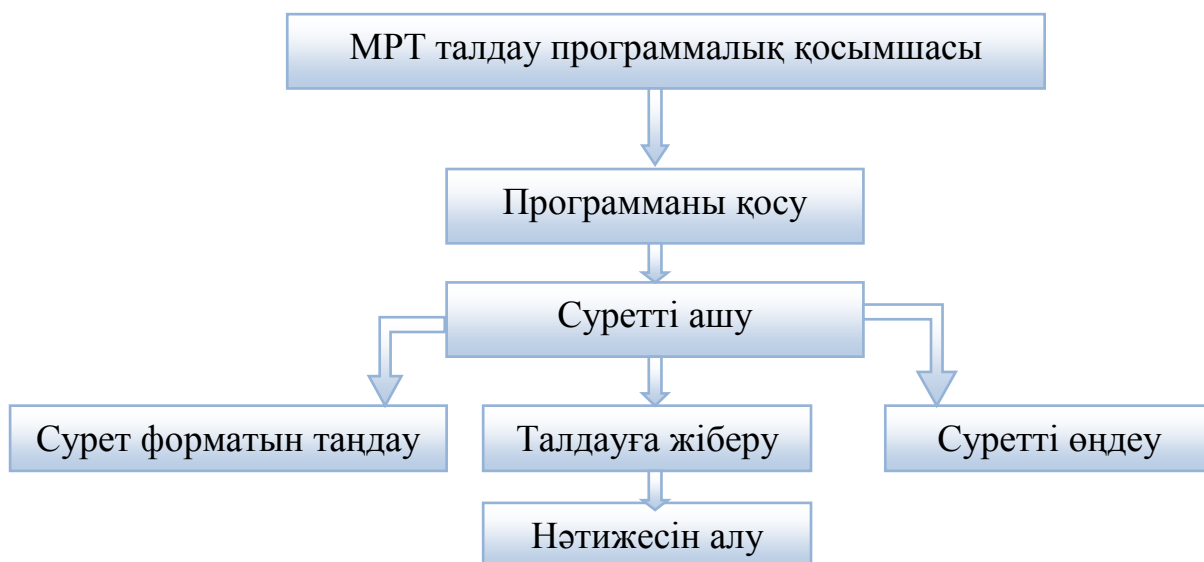 МРТ талдау программалық қосымшасы
Программаны қосу
Суретті ашу
Сурет форматын таңдау
Талдауға жіберу
Суретті өңдеу
Нәтижесін алу